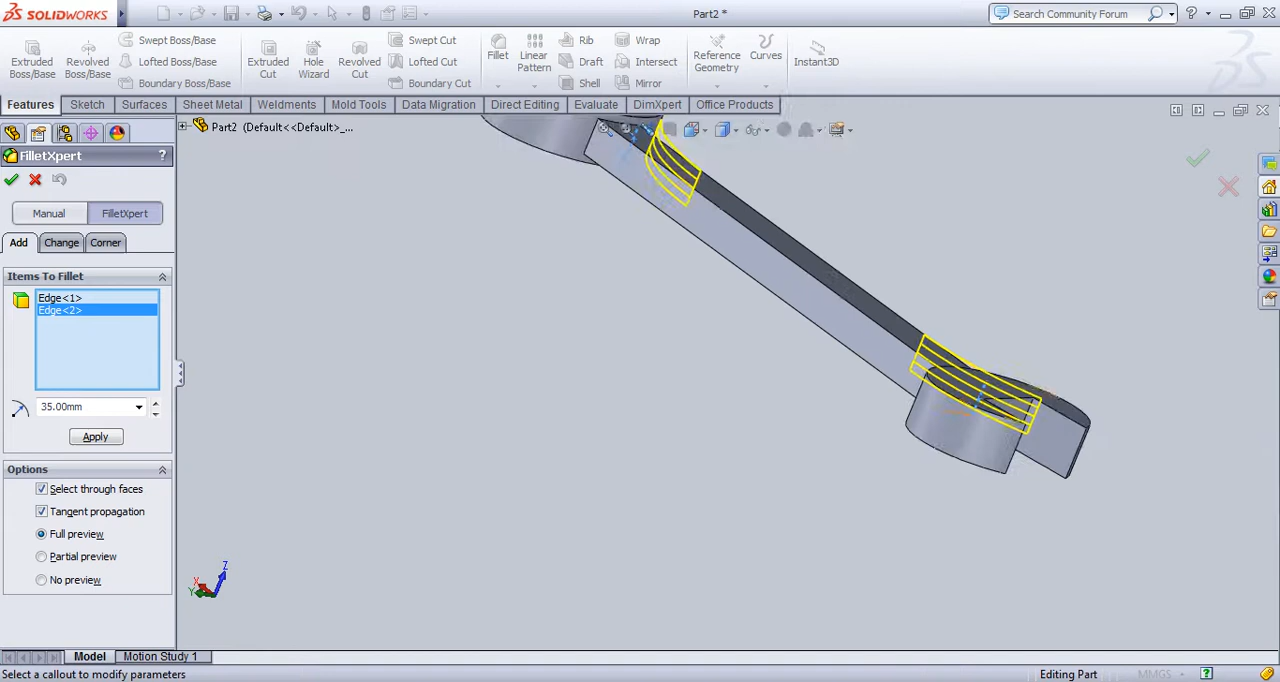 SOLIDWORKS
Part2 *
Search Community Forum
?
Extruded Boss/Base
Revolved Boss/Base
Swept Boss/Base
Lofted Boss/Base
Boundary Boss/Base
Extruded Cut
Hole Wizard
Revolved Cut
Swept Cut
Lofted Cut
Boundary Cut
Fillet
Linear Pattern
Rib
Draft
Shell
Wrap
Intersect
Mirror
Reference Geometry
Curves
Instant3D
Features
Sketch
Surfaces
Sheet Metal
Weldments
Mold Tools
Data Migration
Direct Editing
Evaluate
DimXpert
Office Products
Part2 (Default<<Default>_...
FilletXpert
?
Manual
FilletXpert
Add
Change
Corner
Items To Fillet
Edge<1>
Edge<2>
35.00mm
Apply
Options
Select through faces
Tangent propagation
Full preview
Partial preview
No preview
Z
X
Y
Model
Motion Study 1
Select a callout to modify parameters
Editing Part
MMGS
?